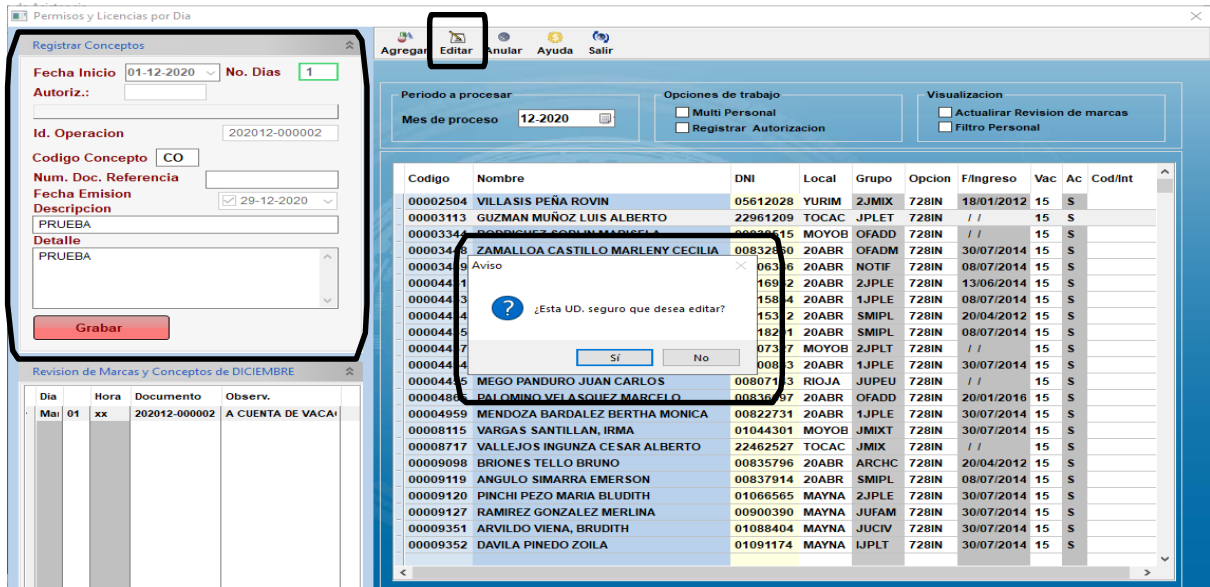 Permisos y Licencias por Dia
Registrar Conceptos
Fecha Inicio 01-12-2020 No. Dias 1
Autoriz.:
Id. Operacion 202012-000002
Codigo Concepto CO
Num. Doc. Referencia
Fecha Emision 29-12-2020
Descripcion
PRUEBA
Detalle
PRUEBA
Grabar
Revision de Marcas y Conceptos de DICIEMBRE
Dia Hora Documento Observ.
Mar 01 xx 202012-000002 A CUENTA DE VACA
Agregar Editar Anular Ayuda Salir
Periodo a procesar
Mes de proceso 12-2020
Opciones de trabajo
Multi Personal
Registrar Autorizacion
Visualizacion
Actualirar Revision de marcas
Filtro Personal
Codigo Nombre DNI Local Grupo Opcion F/Ingreso Vac Ac Cod/Int
00002504 VILLASIS PEÑA ROVIN 05612028 YURIM 2JMIX 728IN 18/01/2012 15 S
00003113 GUZMAN MUÑOZ LUIS ALBERTO 22961209 TOCAC JPLET 728IN / / 15 S
0000334 MOYOB OFADD 728IN / / 15 S
ZAMALLOA CASTILLO MARLENY CECILIA 20ABR OFADM 728IN 30/07/2014 15 S
20ABR NOTIF 728IN 08/07/2014 15 S
20ABR 2JPLE 728IN 13/06/2014 15 S
20ABR 1JPLE 728IN 08/07/2014 15 S
20ABR SMIPL 728IN 20/04/2012 15 S
20ABR SMIPL 728IN 08/07/2014 15 S
MOYOB 2JPLT 728IN / / 15 S
20ABR 1JPLE 728IN 30/07/2014 15 S
MEGO PANDURO JUAN CARLOS RIOJA JUPEU 728IN / / 15 S
PALOMINO VELASQUEZ MARCELO 20ABR OFADD 728IN 20/01/2016 15 S
00004959 MENDOZA BARDALEZ BERTHA MONICA 00822731 20ABR 1JPLE 728IN 30/07/2014 15 S
00008115 VARGAS SANTILLAN, IRMA 01044301 MOYOB JMIXT 728IN 30/07/2014 15 S
00008717 VALLEJOS INGUNZA CESAR ALBERTO 22462527 TOCAC JMIX 728IN / / 15 S
00009098 BRIONES TELLO BRUNO 00835796 20ABR ARCHC 728IN 20/04/2012 15 S
00009119 ANGULO SIMARRA EMERSON 00837914 20ABR SMIPL 728IN 08/07/2014 15 S
00009120 PINCHI PEZO MARIA BLUDITH 01066565 MAYNA 2JPLE 728IN 30/07/2014 15 S
00009127 RAMIREZ GONZALEZ MERLINA 00900390 MAYNA JUFAM 728IN 30/07/2014 15 S
00009351 ARVILDO VIENA, BRUDITH 01088404 MAYNA JUCIV 728IN 30/07/2014 15 S
00009352 DAVILA PINEDO ZOILA 01091174 MAYNA IJPLT 728IN 30/07/2014 15 S
Aviso
¿Esta UD. seguro que desea editar?
Sí No